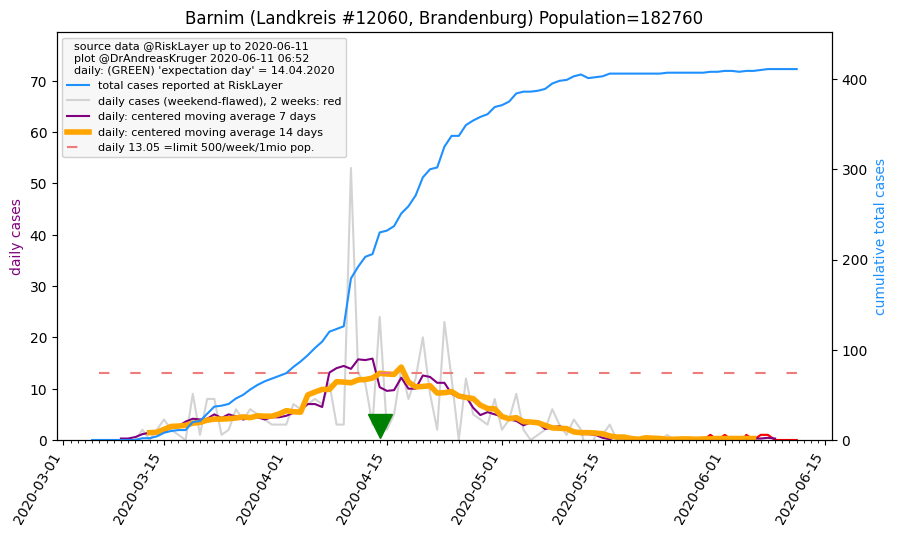 Barnim (Landkreis #12060, Brandenburg) Population=182760
source data @RiskLayer up to 2020-06-11
plot @DrAndreasKruger 2020-06-11 06:52
daily: (GREEN) 'expectation day' = 14.04.2020
total cases reported at RiskLayer
daily cases (weekend-flawed), 2 weeks: red
daily: centered moving average 7 days
daily: centered moving average 14 days
daily 13.05 =limit 500/week/1mio pop.
daily cases
70
60
50
40
30
20
10
0
cumulative total cases
400
300
200
100
0
2020-03-01
2020-03-15
2020-04-01
2020-04-15
2020-05-01
2020-05-15
2020-06-01
2020-06-15